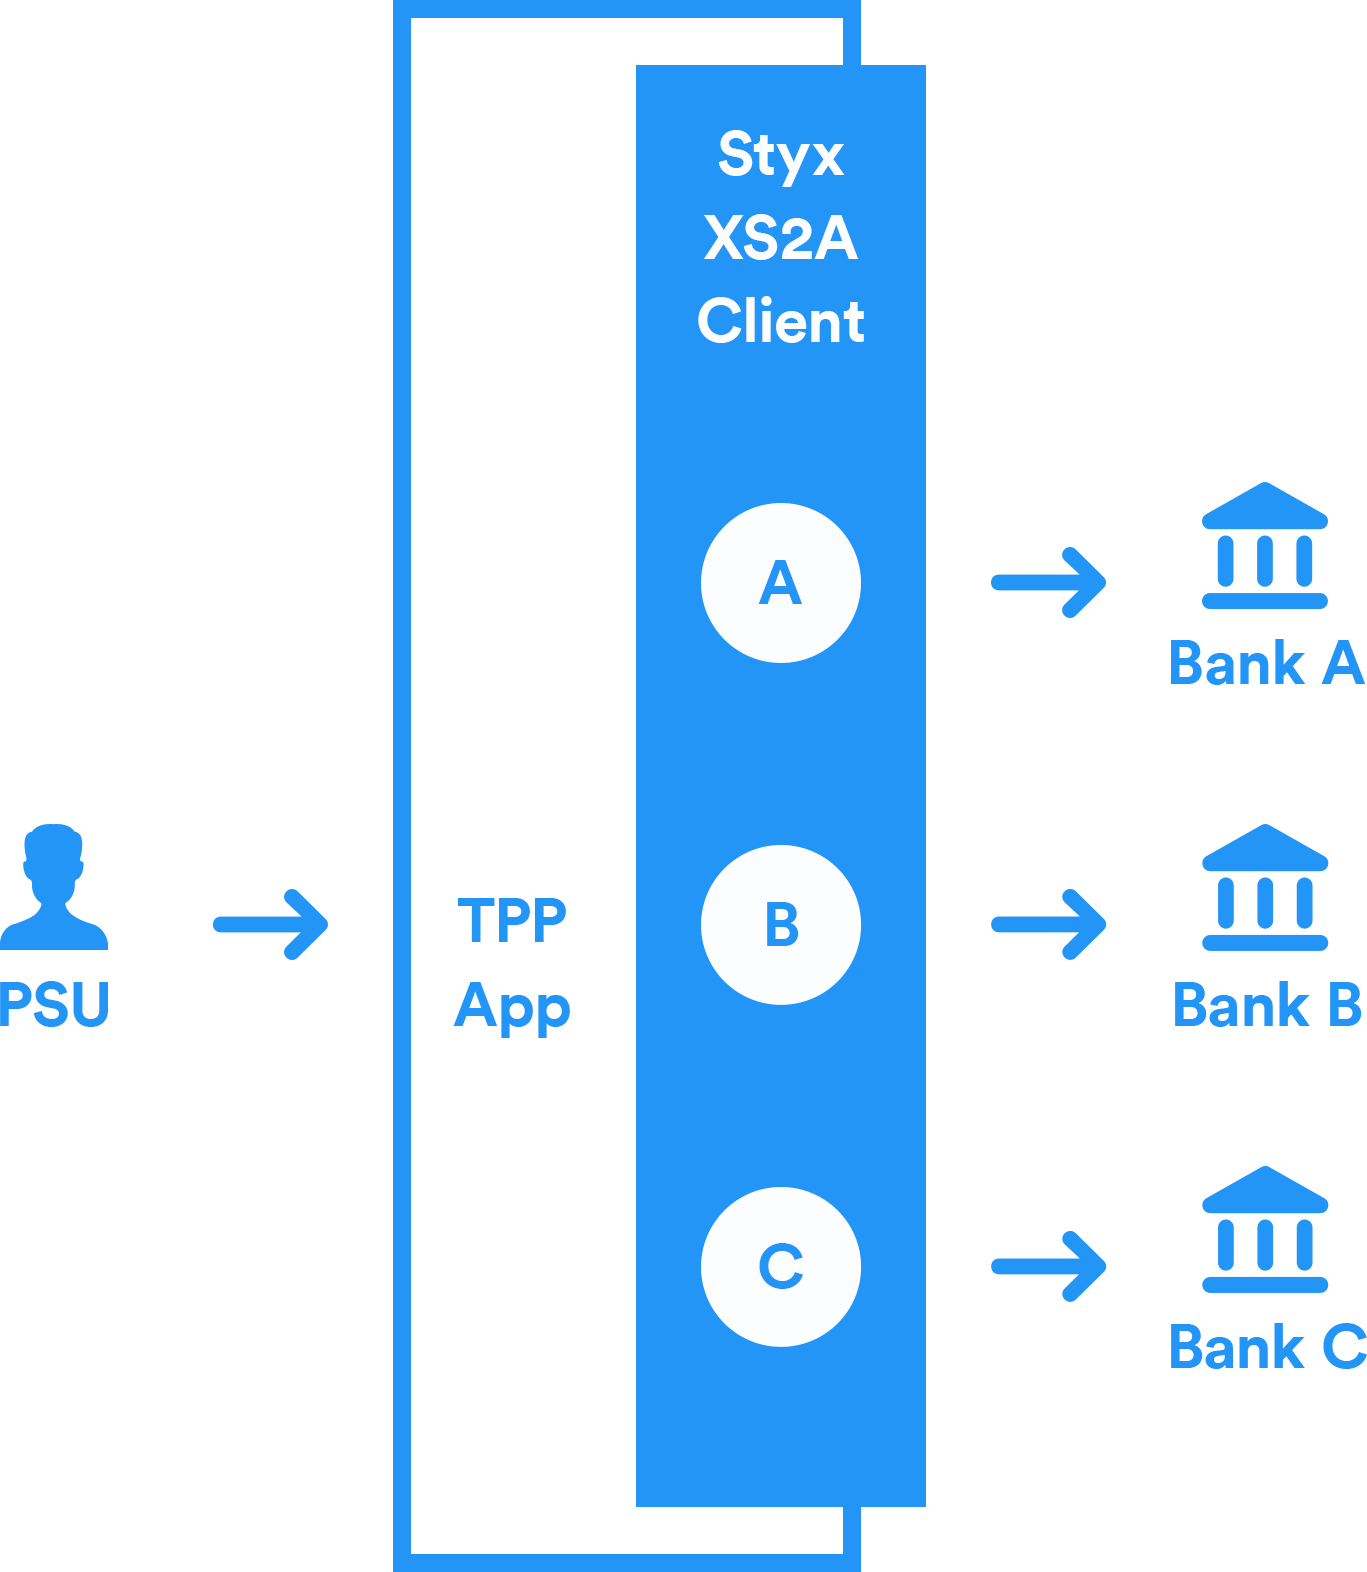 Styx
XS2A
Client
A
Bank A
PSU
TPP
App
B
Bank B
C
Bank C